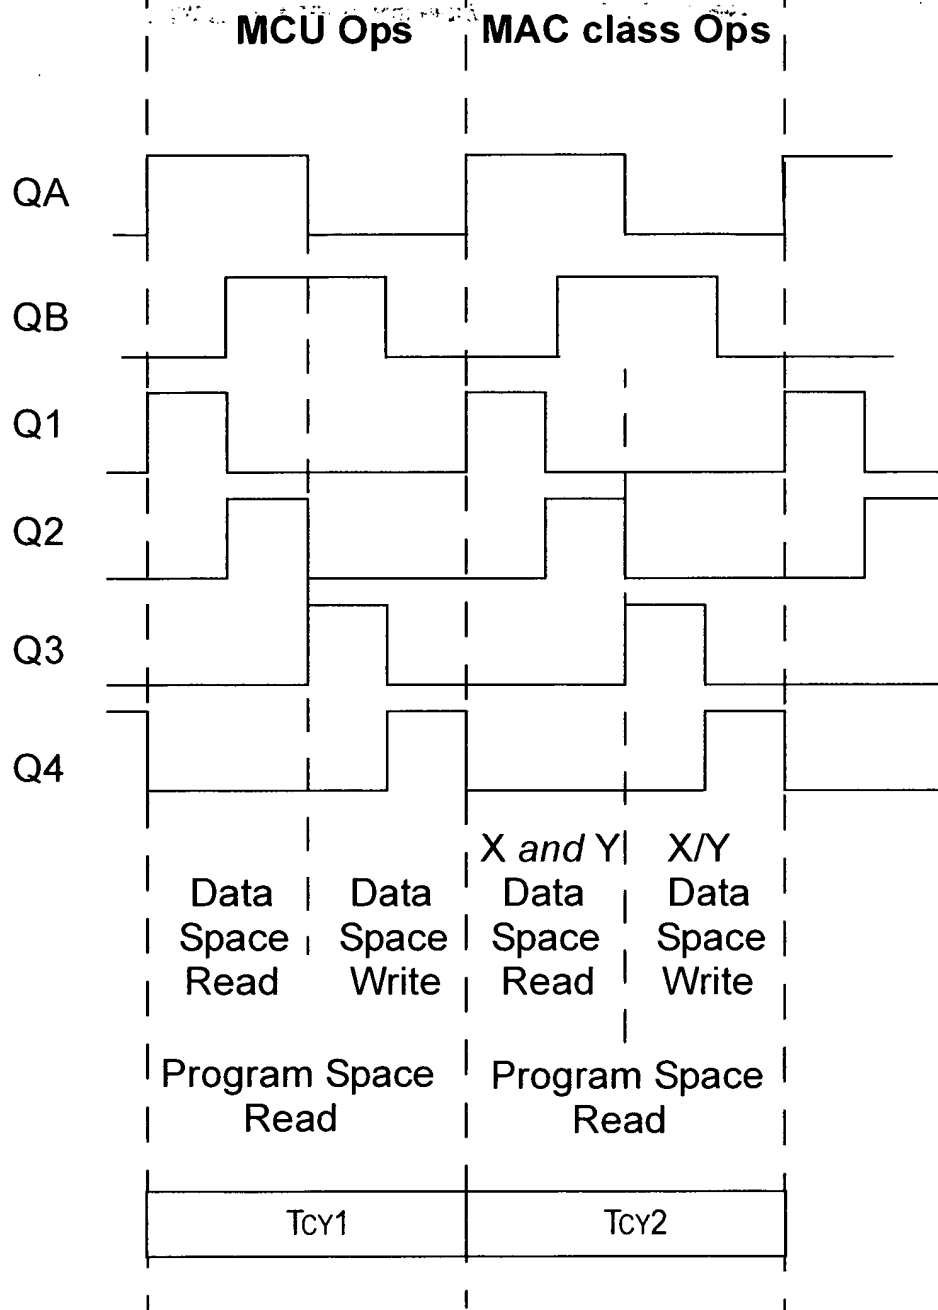 MCU Ops MAC class Ops
QA
QB
Q1
Q2
Q3
Q4
Data
Space
Read
Data
Space
Write
X and Y
Data
Space
Read
X/Y
Data
Space
Write
Program Space
Read
Program Space
Read
TCY1
TCY2